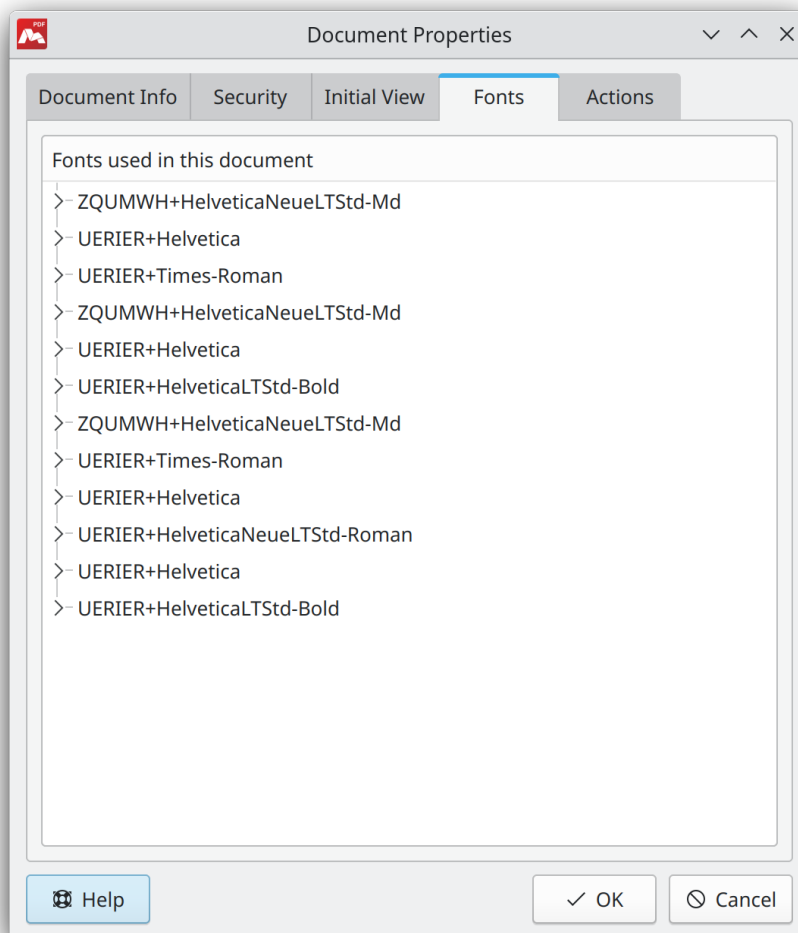 PDF
Document Properties
Document Info Security Initial View Fonts Actions
Fonts used in this document
ZQUMWH+HelveticaNeueLTStd-Md
UERIER+Helvetica
UERIER+Times-Roman
ZQUMWH+HelveticaNeueLTStd-Md
UERIER+Helvetica
UERIER+HelveticaLTStd-Bold
ZQUMWH+HelveticaNeueLTStd-Md
UERIER+Times-Roman
UERIER+Helvetica
UERIER+HelveticaNeueLTStd-Roman
UERIER+Helvetica
UERIER+HelveticaLTStd-Bold
Help OK Cancel